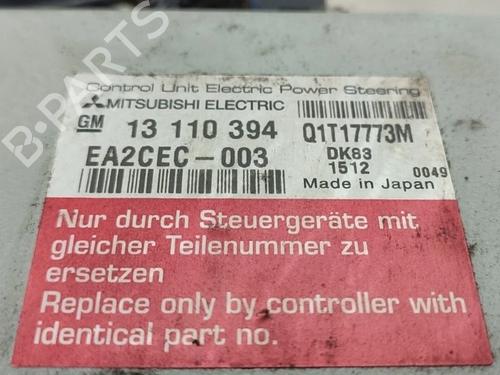 Control Unit Electric Power Steering
MITSUBISHI ELECTRIC
GM 13 110 394 Q1T17773M
EA2CEC-003 DK83
1512 0049
Made in Japan
Nur durch Steuergeräte mit
gleicher Teilenummer zu
ersetzen
Replace only by controller with
identical part no.
B-PARTS